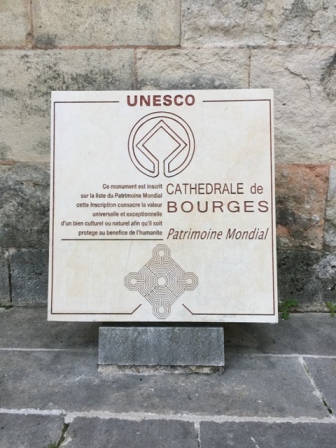 UNESCO
Ce monument est inscrit
sur la liste du Patrimoine Mondial
cette inscription consacre la valeur
universelle et exceptionnelle
d'un bien culturel ou naturel afin qu'il soit
protege au benefice de l'humanite
CATHEDRALE de
BOURGES
Patrimoine Mondial